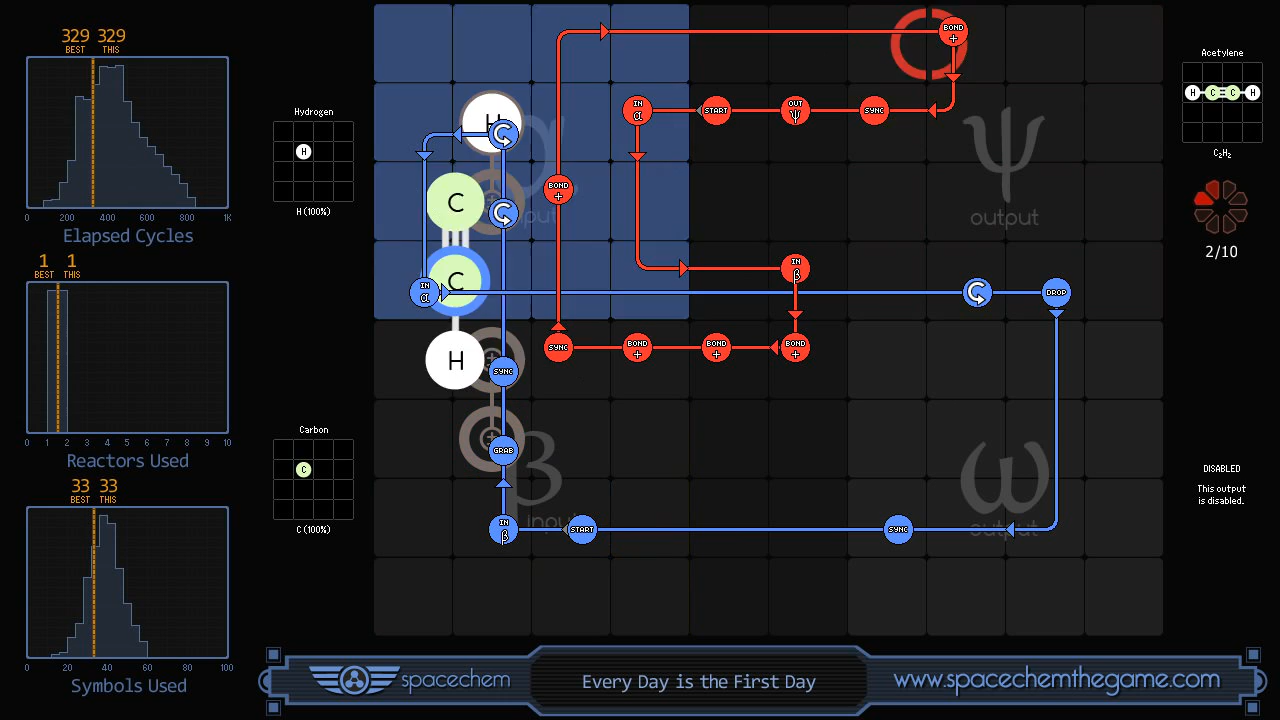 329 329
BEST THIS
0 200 400 600 800 1K
Elapsed Cycles
1 1
BEST THIS
0 1 2 3 4 5 6 7 8 9 10
Reactors Used
33 33
BEST THIS
0 20 40 60 80 100
Symbols Used
Hydrogen
H
H (100%)
Carbon
C
C (100%)
BOND +
IN α
START
OUT Ψ
SYNC
H
α
input
ψ
output
C
BOND +
C
IN α
IN β
DROP
H
SYNC
SYNC
BOND +
BOND +
BOND +
GRAB
β
input
ω
output
IN β
START
SYNC
Acetylene
H C C H
C₂H₂
2/10
DISABLED
This output
is disabled.
spacechem
Every Day is the First Day
www.spacechemthegame.com